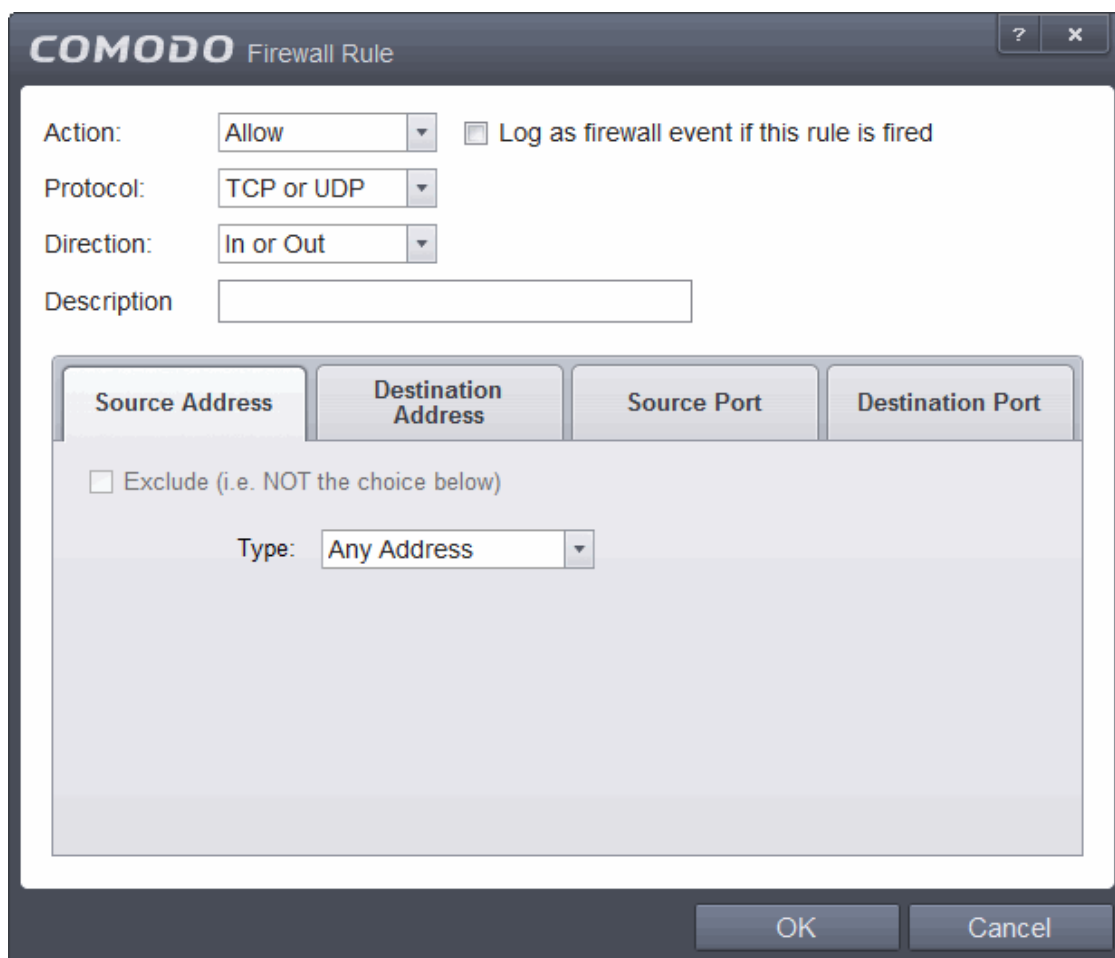 COMODO Firewall Rule
? x
Action: Allow Log as firewall event if this rule is fired
Protocol: TCP or UDP
Direction: In or Out
Description
Source Address
Destination
Address
Source Port
Destination Port
Exclude (i.e. NOT the choice below)
Type: Any Address
OK Cancel